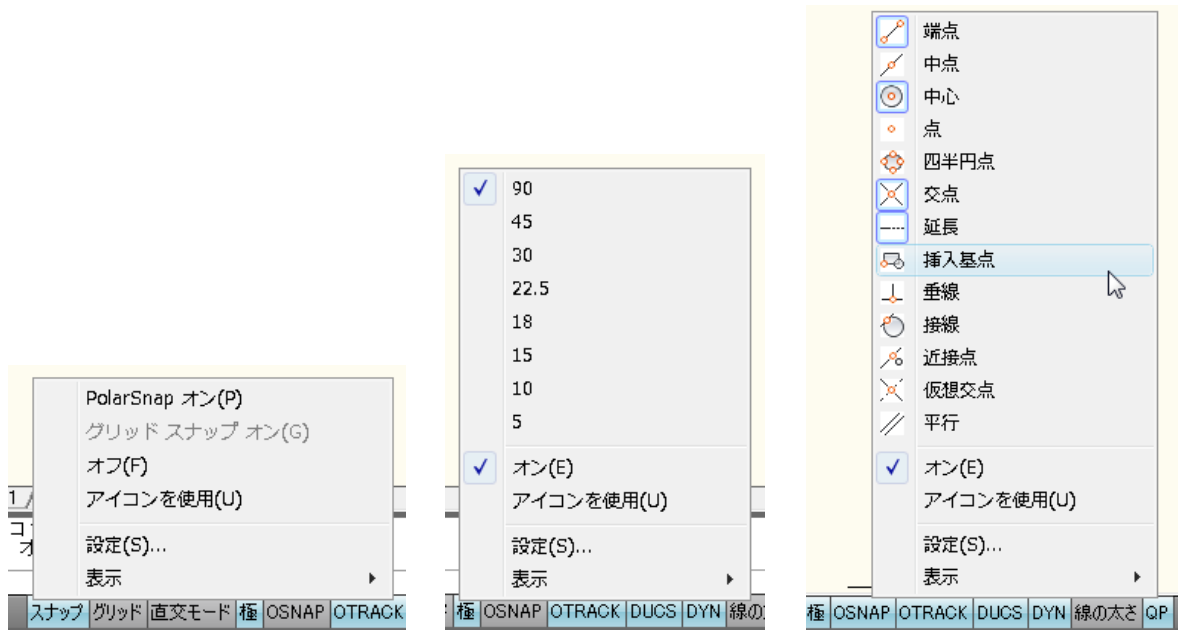 PolarSnap オン(P)
グリッド スナップ オン(G)
オフ(F)
アイコンを使用(U)
設定(S)...
表示
1
スナップ グリッド 直交モード 極 OSNAP OTRACK
90
45
30
22.5
18
15
10
5
オン(E)
アイコンを使用(U)
設定(S)...
表示
極 OSNAP OTRACK DUCS DYN 線の
端点
中点
中心
点
四半円点
交点
延長
挿入基点
垂線
接線
近接点
仮想交点
平行
オン(E)
アイコンを使用(U)
設定(S)...
表示
極 OSNAP OTRACK DUCS DYN 線の太さ QP